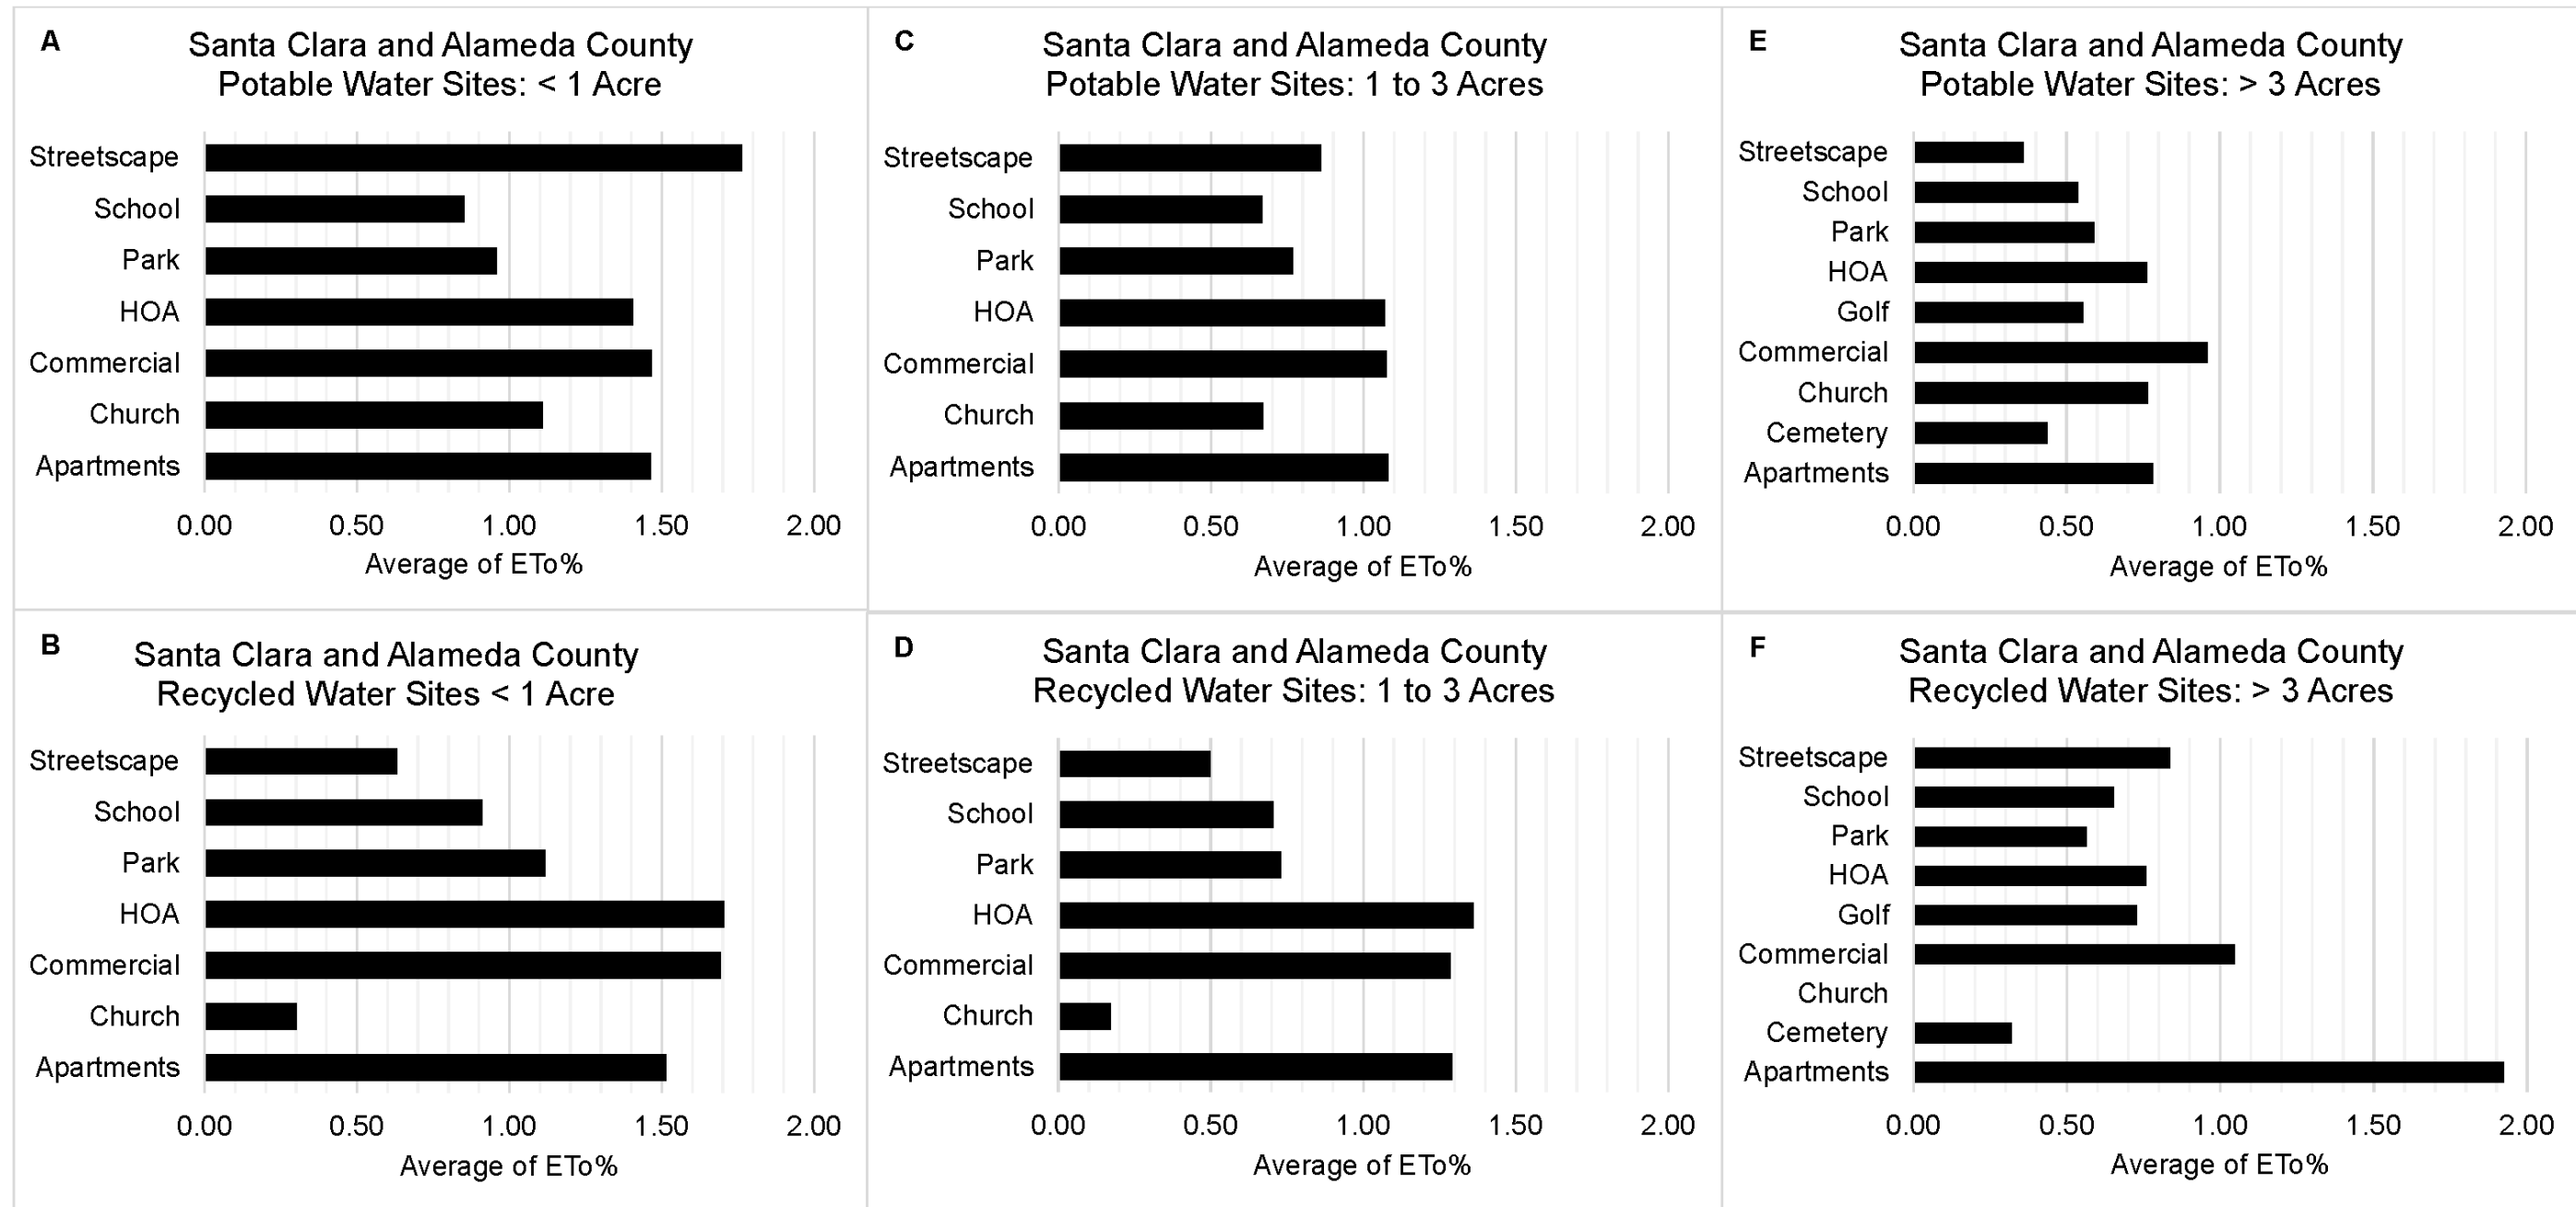 A
Santa Clara and Alameda County
Potable Water Sites: < 1 Acre
Streetscape
School
Park
HOA
Commercial
Church
Apartments
0.00 0.50 1.00 1.50 2.00
Average of ETo%
B
Santa Clara and Alameda County
Recycled Water Sites < 1 Acre
Streetscape
School
Park
HOA
Commercial
Church
Apartments
0.00 0.50 1.00 1.50 2.00
Average of ETo%
C
Santa Clara and Alameda County
Potable Water Sites: 1 to 3 Acres
Streetscape
School
Park
HOA
Commercial
Church
Apartments
0.00 0.50 1.00 1.50 2.00
Average of ETo%
D
Santa Clara and Alameda County
Recycled Water Sites: 1 to 3 Acres
Streetscape
School
Park
HOA
Commercial
Church
Apartments
0.00 0.50 1.00 1.50 2.00
Average of ETo%
E
Santa Clara and Alameda County
Potable Water Sites: > 3 Acres
Streetscape
School
Park
HOA
Golf
Commercial
Church
Cemetery
Apartments
0.00 0.50 1.00 1.50 2.00
Average of ETo%
F
Santa Clara and Alameda County
Recycled Water Sites: > 3 Acres
Streetscape
School
Park
HOA
Golf
Commercial
Church
Cemetery
Apartments
0.00 0.50 1.00 1.50 2.00
Average of ETo%